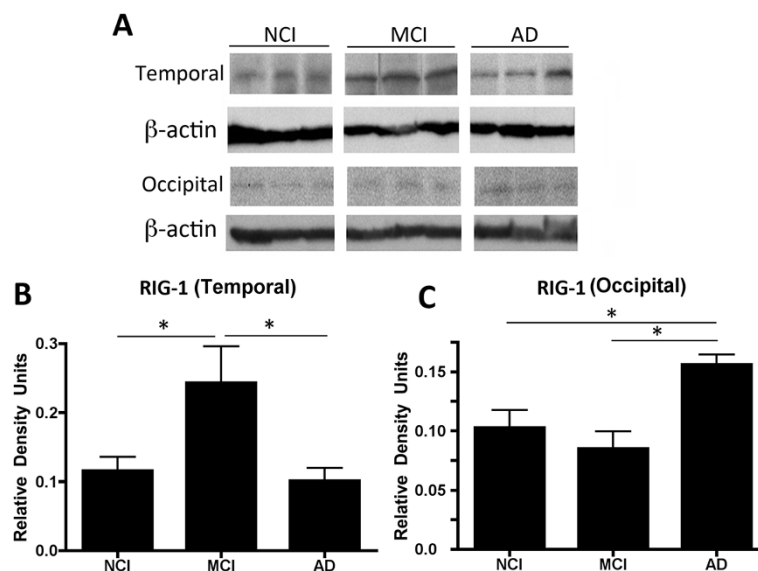 A
NCI MCI AD
Temporal
β-actin
Occipital
β-actin
B
RIG-1 (Temporal)
* *
Relative Density Units
0.3
0.2
0.1
0.0
NCI MCI AD
C
RIG-1 (Occipital)
*
*
Relative Density Units
0.15
0.10
0.05
0.0
NCI MCI AD